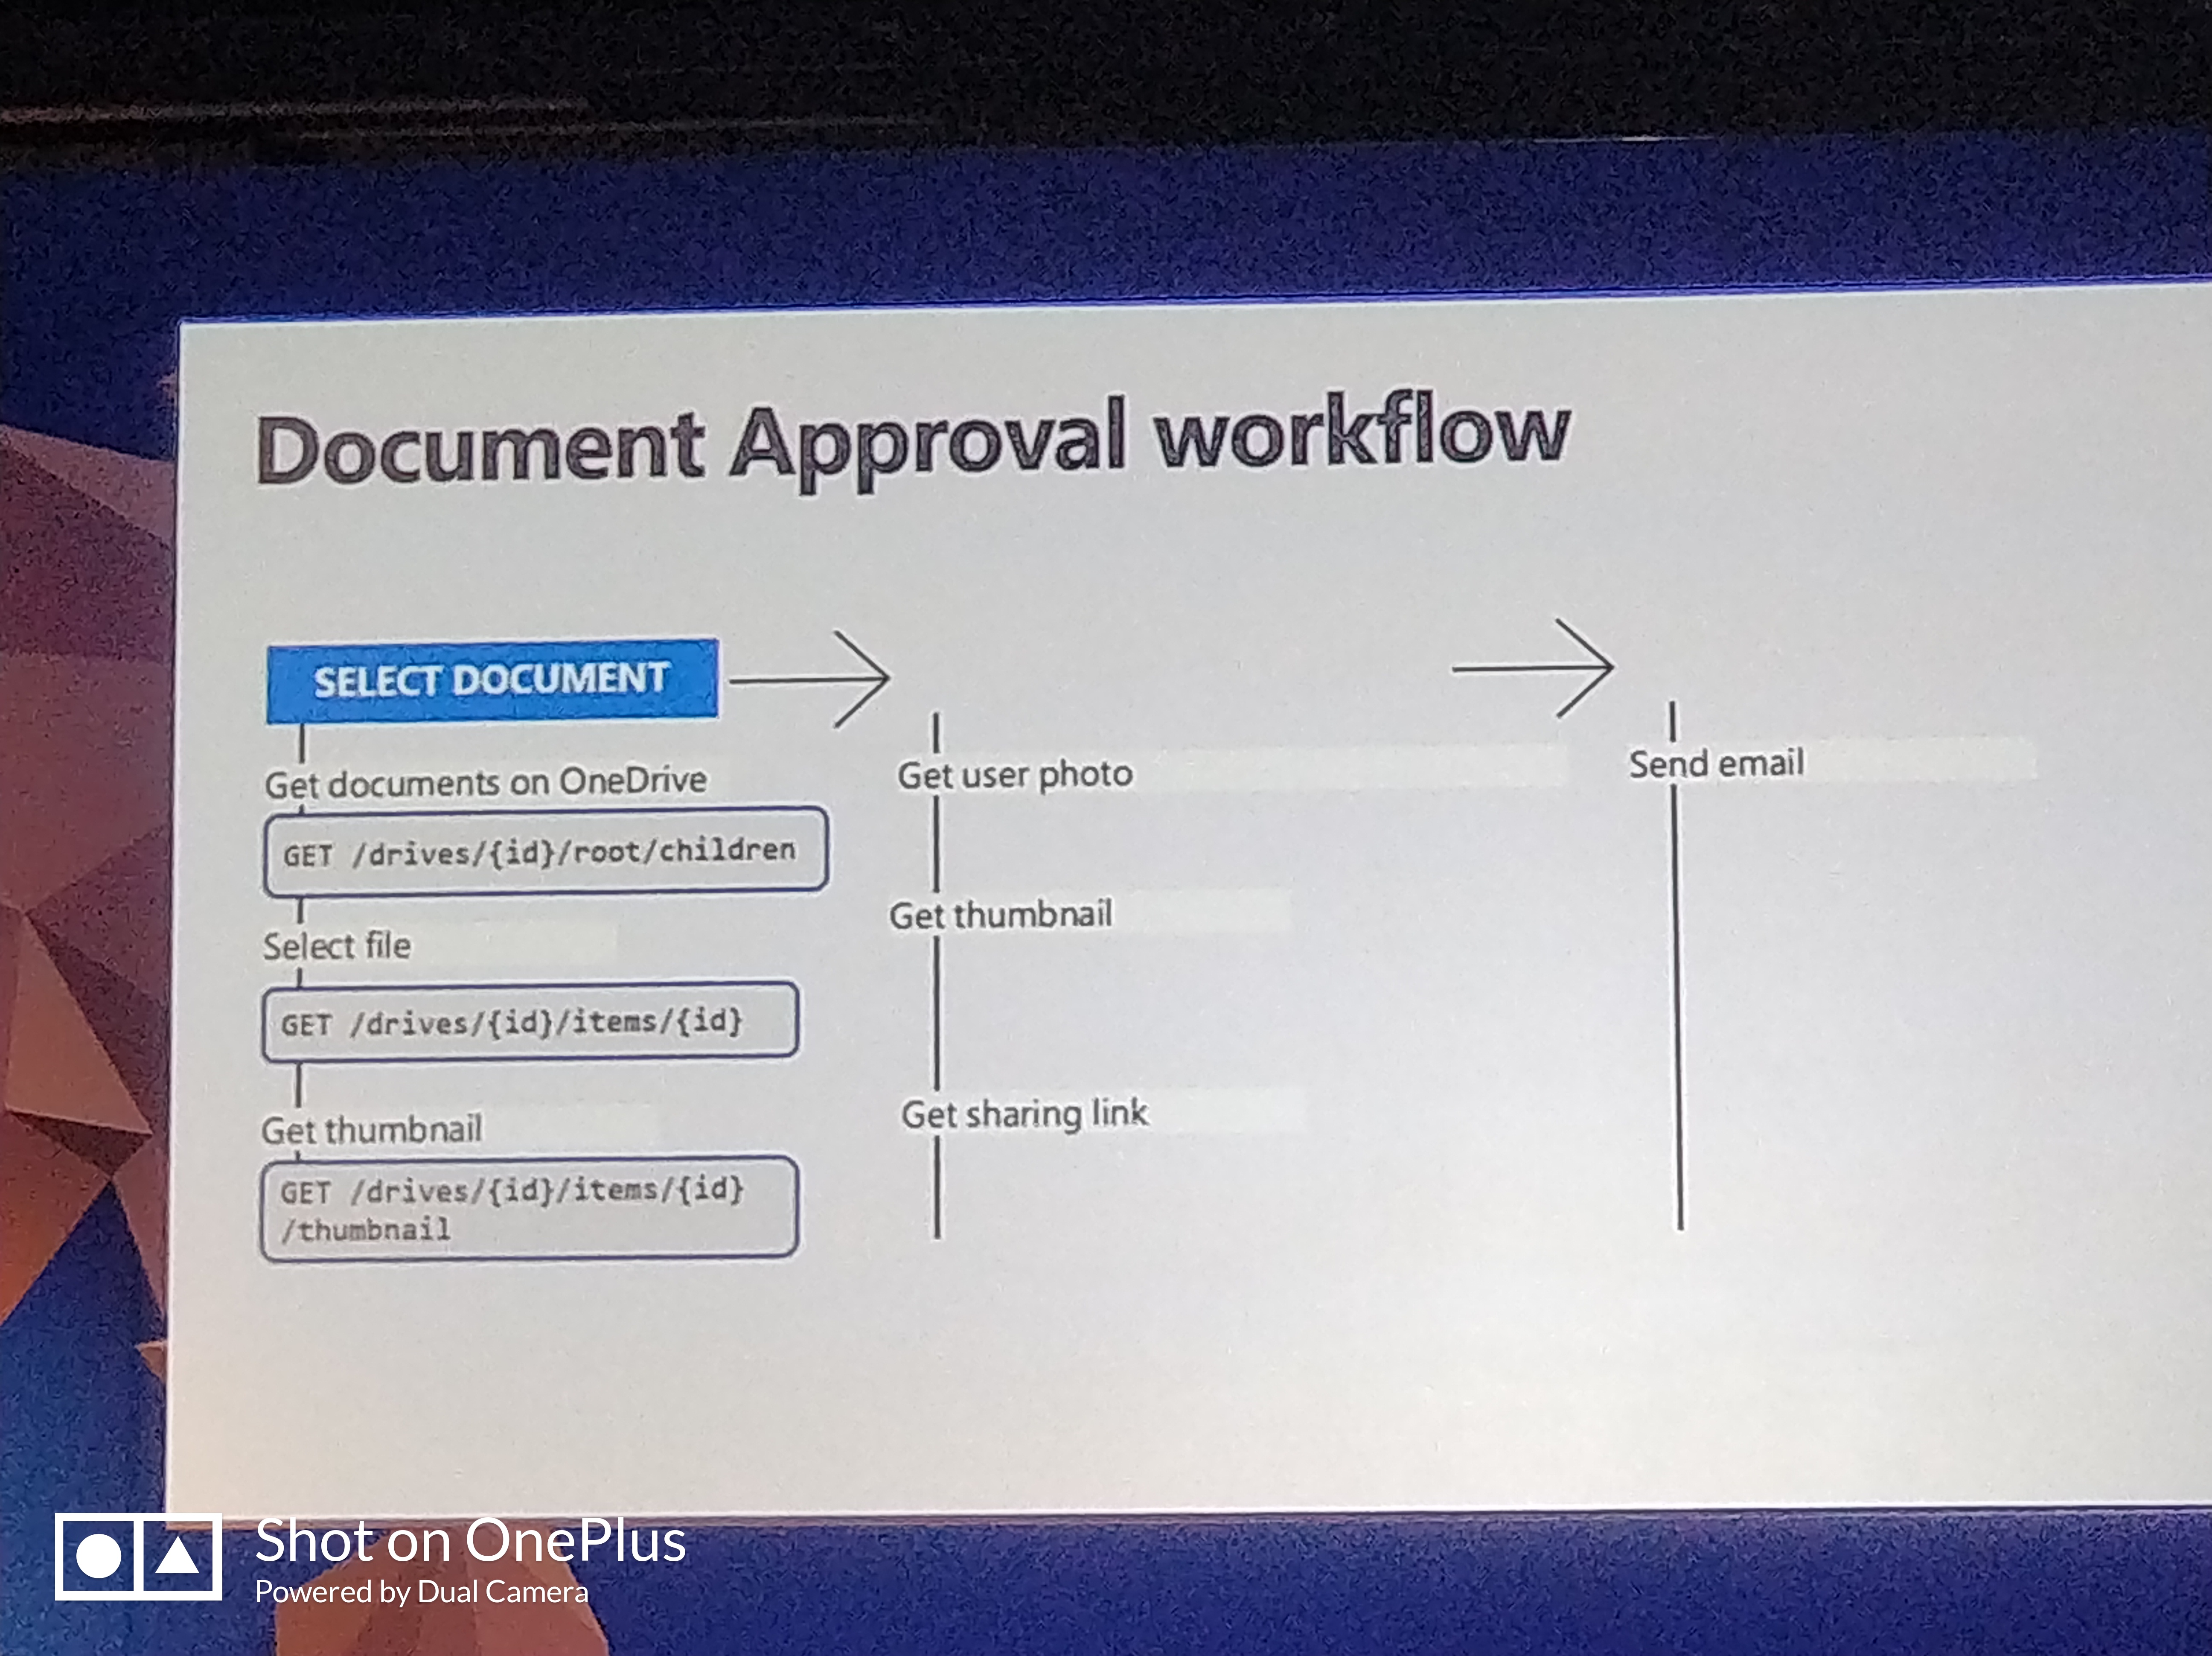 Document Approval workflow
SELECT DOCUMENT
Get documents on OneDrive
GET /drives/{id}/root/children
Select file
GET /drives/{id}/items/{id}
Get thumbnail
GET /drives/{id}/items/{id}
/thumbnail
Get user photo
Get thumbnail
Get sharing link
Send email
Shot on OnePlus
Powered by Dual Camera